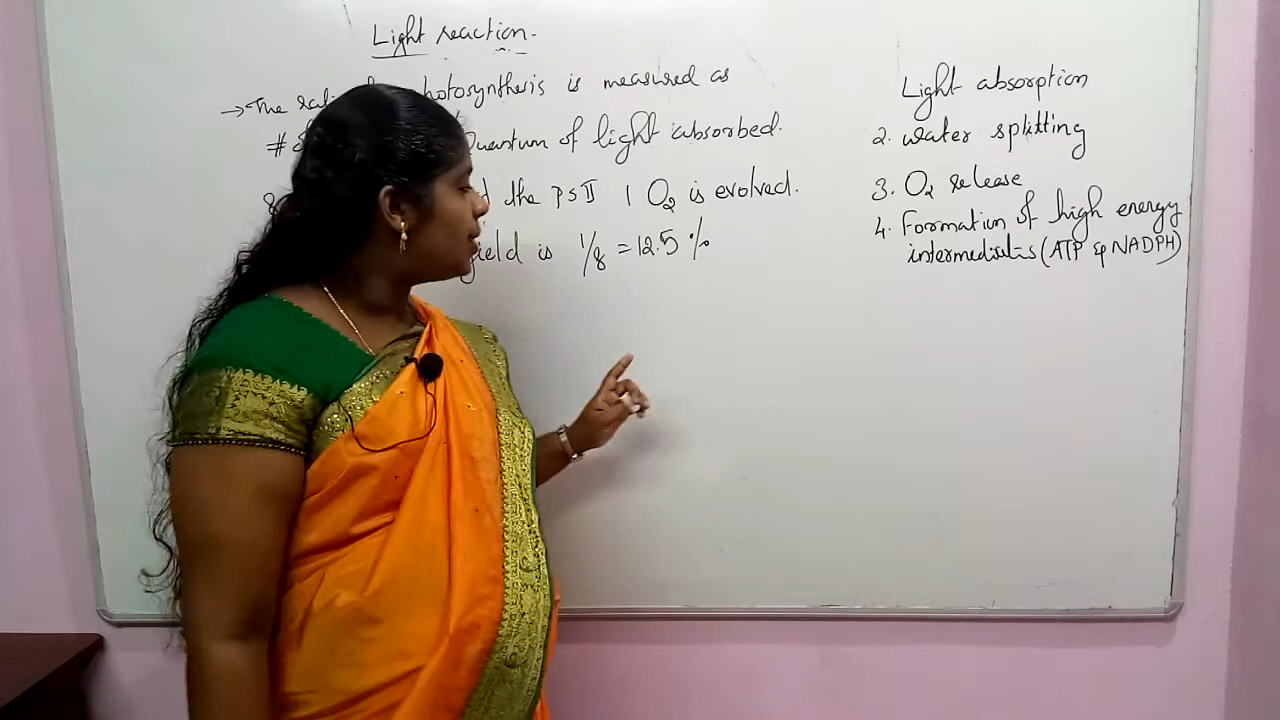 Light reaction-
→The photosynthesis is measured as
# Quantum of light absorbed.
the PS II 1 O₂ is evolved.
yield is 1/8 = 12.5 %
Light absorption
2. water splitting
3. O₂ release
4. Formation of high energy
intermediates (ATP & NADPH)